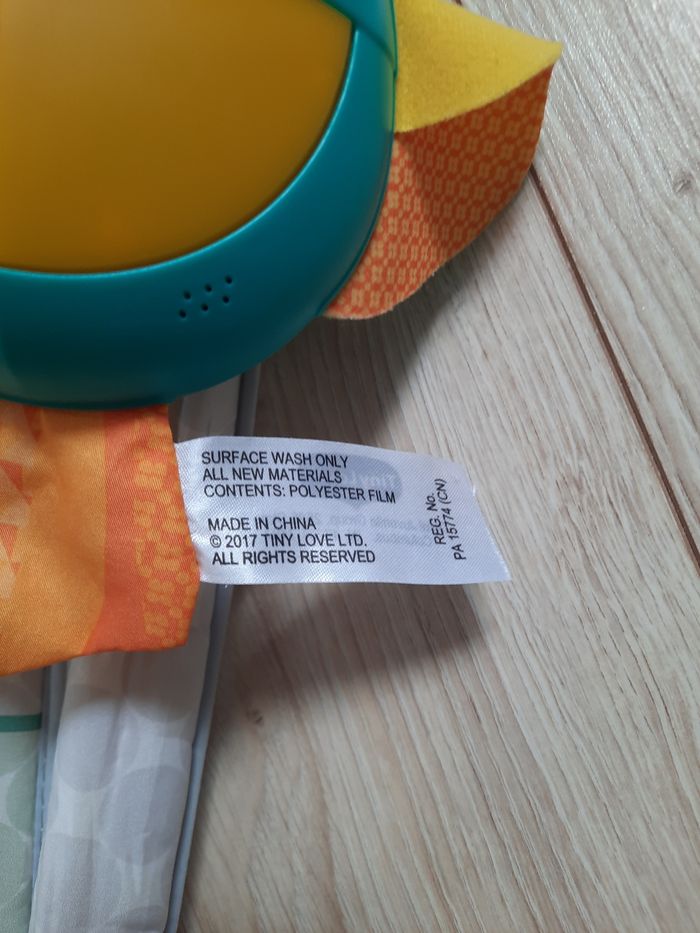 SURFACE WASH ONLY
ALL NEW MATERIALS
CONTENTS: POLYESTER FILM
MADE IN CHINA
© 2017 TINY LOVE LTD.
ALL RIGHTS RESERVED
REG. No.
PA 15774 (CN)